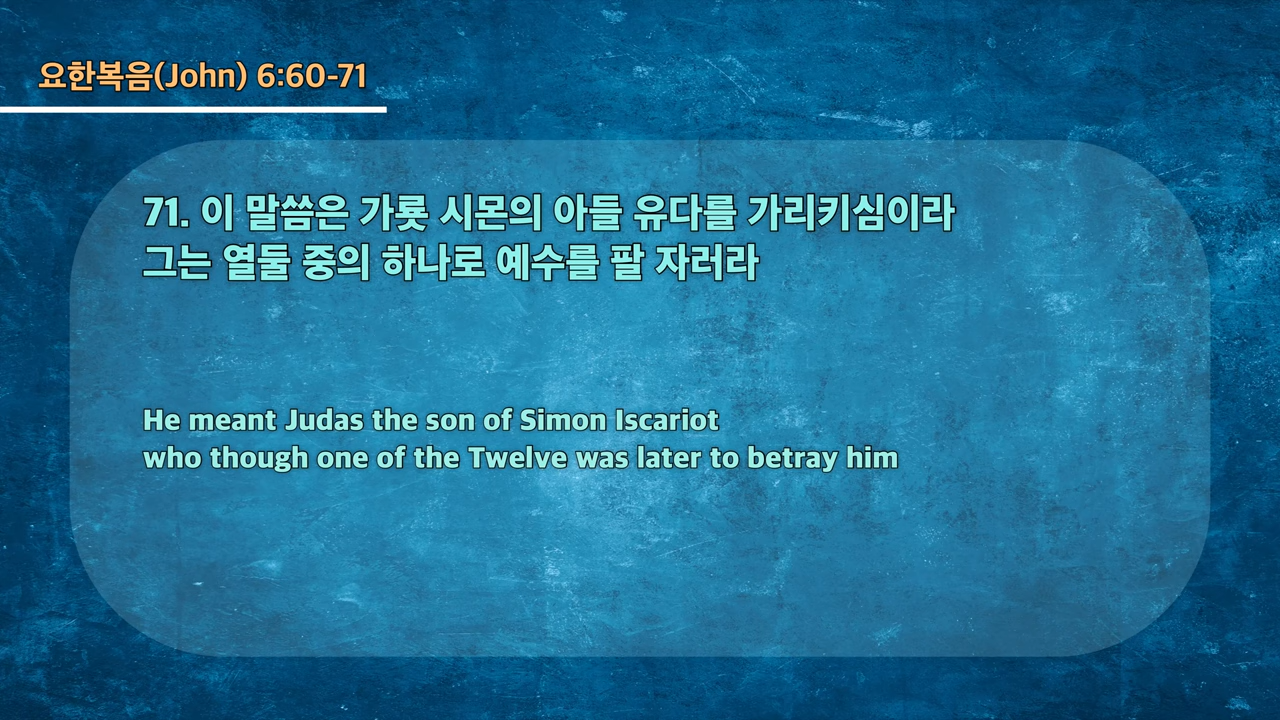 요한복음(John) 6:60-71
71. 이 말씀은 가룟 시몬의 아들 유다를 가리키심이라
그는 열둘 중의 하나로 예수를 팔 자러라
He meant Judas the son of Simon Iscariot
who though one of the Twelve was later to betray him